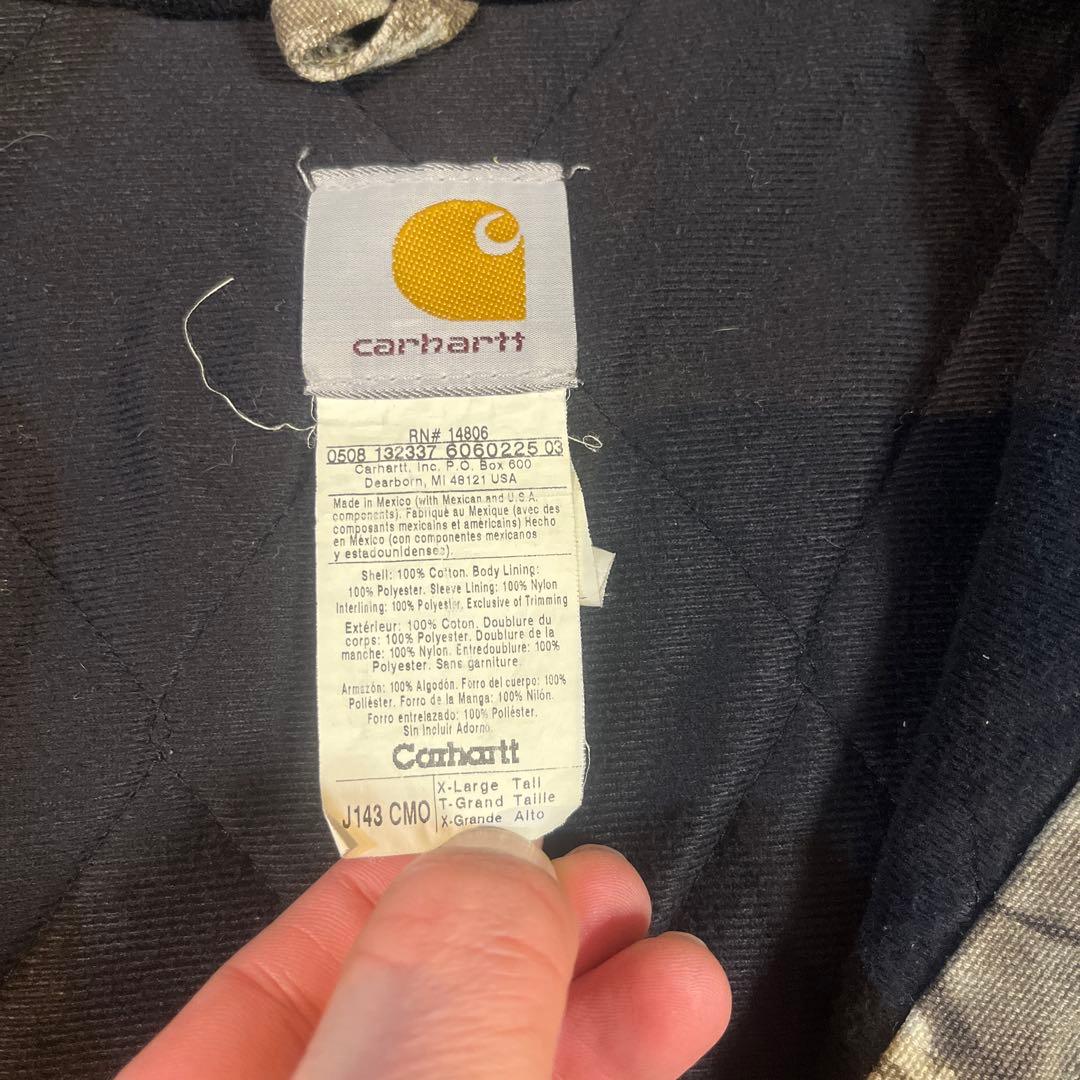 carhartt
RN# 14806
0508 132337 6060225 03
Carhartt, Inc. P.O. Box 600
Dearborn, MI 48121 USA
Made in Mexico (with Mexican and U.S.A.
components). Fabriqué au Mexique (avec des
composants mexicains et américains) Hecho
en México (con componentes mexicanos
y estadounidenses).
Shell: 100% Cotton. Body Lining:
100% Polyester. Sleeve Lining: 100% Nylon
Interlining: 100% Polyester, Exclusive of Trimming
Extérieur: 100% Coton. Doublure du
corps: 100% Polyester. Doublure de la
manche: 100% Nylon. Entredoublure: 100%
Polyester. Sans garniture.
Armazón: 100% Algodón. Forro del cuerpo: 100%
Poliéster. Forro de la Manga: 100% Nilón.
Forro entrelazado: 100% Poliéster.
Sin Incluir Adorno.
Carhartt
J143 CMO
X-Large Tall
T-Grand Taille
X-Grande Alto